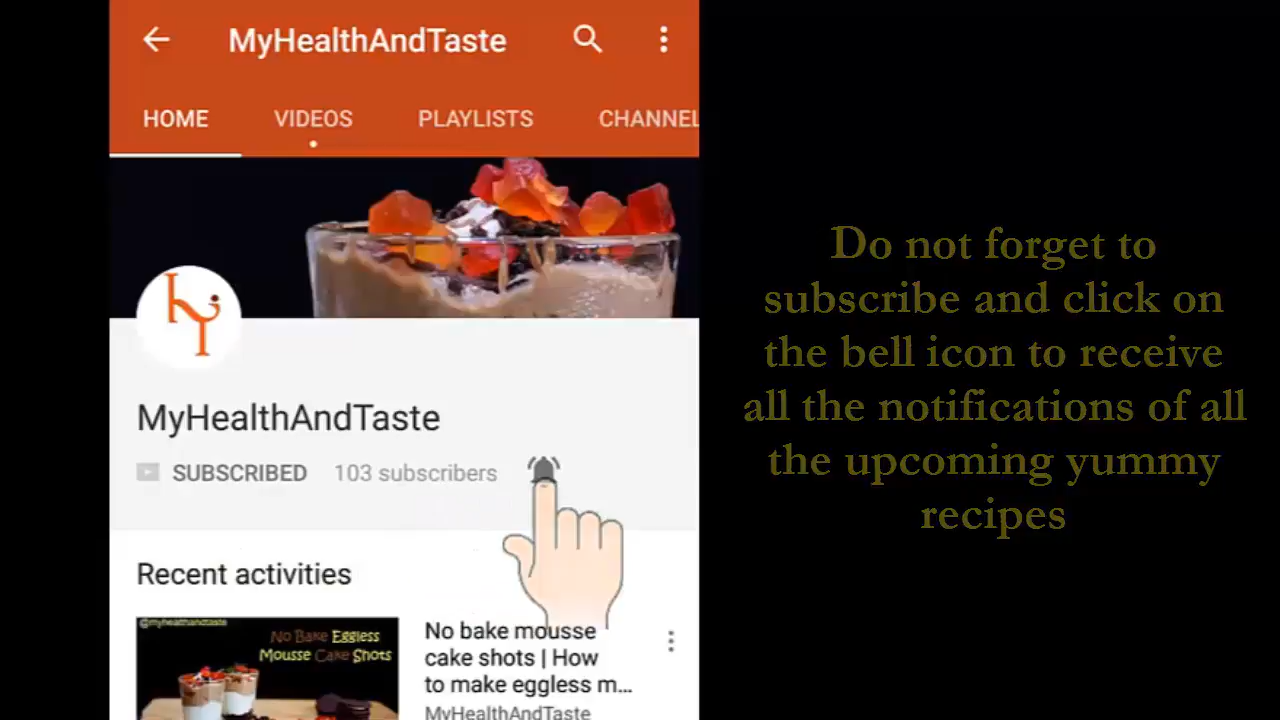 MyHealthAndTaste
HOME VIDEOS PLAYLISTS CHANNEL
MyHealthAndTaste
SUBSCRIBED 103 subscribers
Recent activities
@myhealthandtaste
No Bake Eggless
Mousse Cake Shots
No bake mousse
cake shots | How
to make eggless m...
MyHealthAndTaste
Do not forget to
subscribe and click on
the bell icon to receive
all the notifications of all
the upcoming yummy
recipes